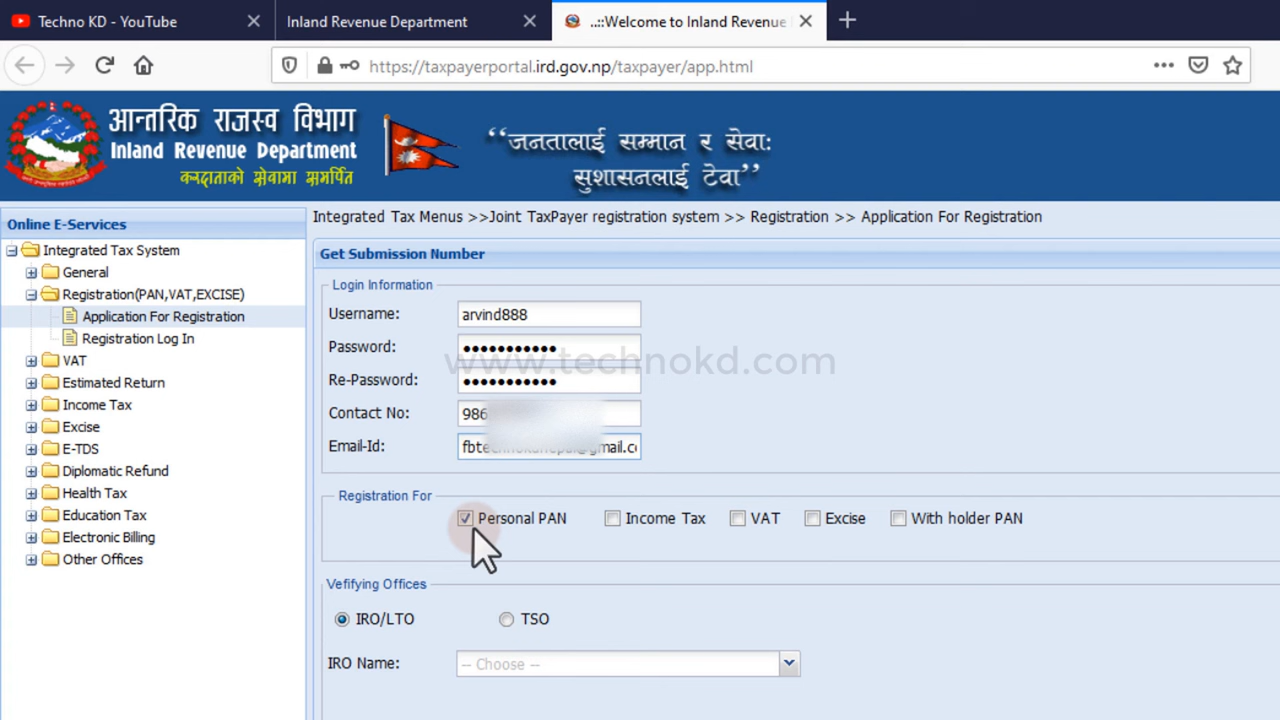 Techno KD - YouTube
Inland Revenue Department
..::Welcome to Inland Revenue
https://taxpayerportal.ird.gov.np/taxpayer/app.html
आन्तरिक राजस्व विभाग
Inland Revenue Department
करदाताको सेवामा समर्पित
“जनतालाई सम्मान र सेवा:
सुशासनलाई टेवा”
Online E-Services
Integrated Tax System
General
Registration(PAN,VAT,EXCISE)
Application For Registration
Registration Log In
VAT
Estimated Return
Income Tax
Excise
E-TDS
Diplomatic Refund
Health Tax
Education Tax
Electronic Billing
Other Offices
Integrated Tax Menus >>Joint TaxPayer registration system >> Registration >> Application For Registration
Get Submission Number
Login Information
Username: arvind888
Password:
www.technokd.com
Re-Password:
Contact No: 986
Email-Id: @gmail.c
Registration For
Personal PAN Income Tax VAT Excise With holder PAN
Vefifying Offices
IRO/LTO TSO
IRO Name: -- Choose --